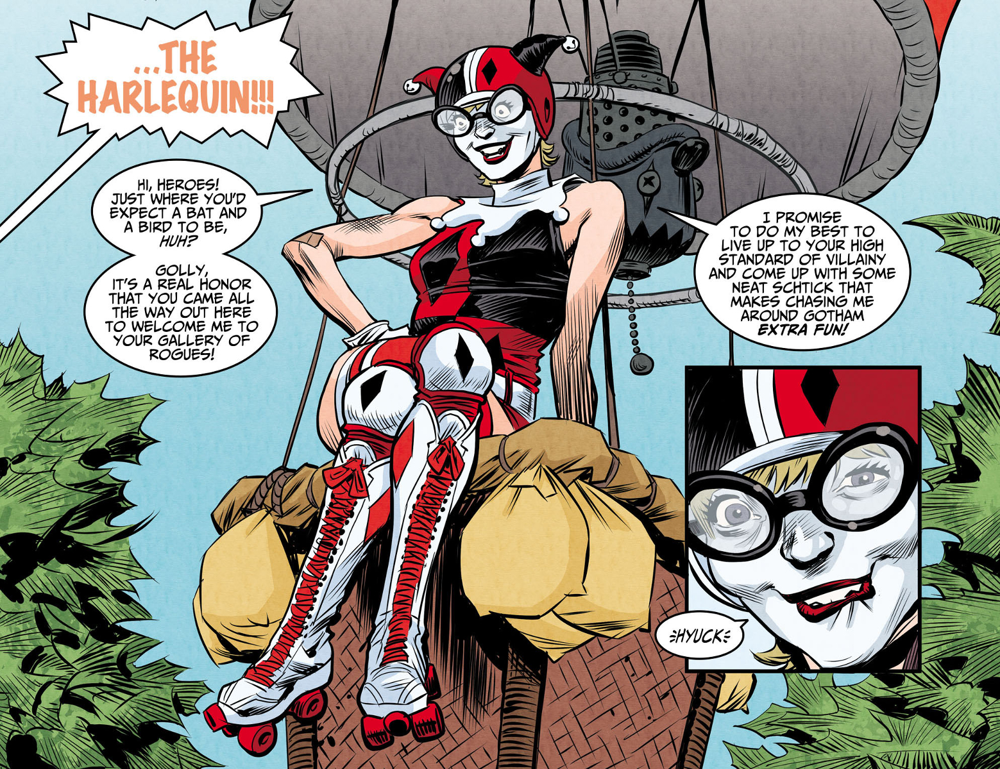 ...THE
HARLEQUIN!!!
HI, HEROES!
JUST WHERE YOU'D
EXPECT A BAT AND
A BIRD TO BE,
HUH?
GOLLY,
IT'S A REAL HONOR
THAT YOU CAME ALL
THE WAY OUT HERE
TO WELCOME ME TO
YOUR GALLERY OF
ROGUES!
I PROMISE
TO DO MY BEST TO
LIVE UP TO YOUR HIGH
STANDARD OF VILLAINY
AND COME UP WITH SOME
NEAT SCHTICK THAT
MAKES CHASING ME
AROUND GOTHAM
EXTRA FUN!
HYUCK